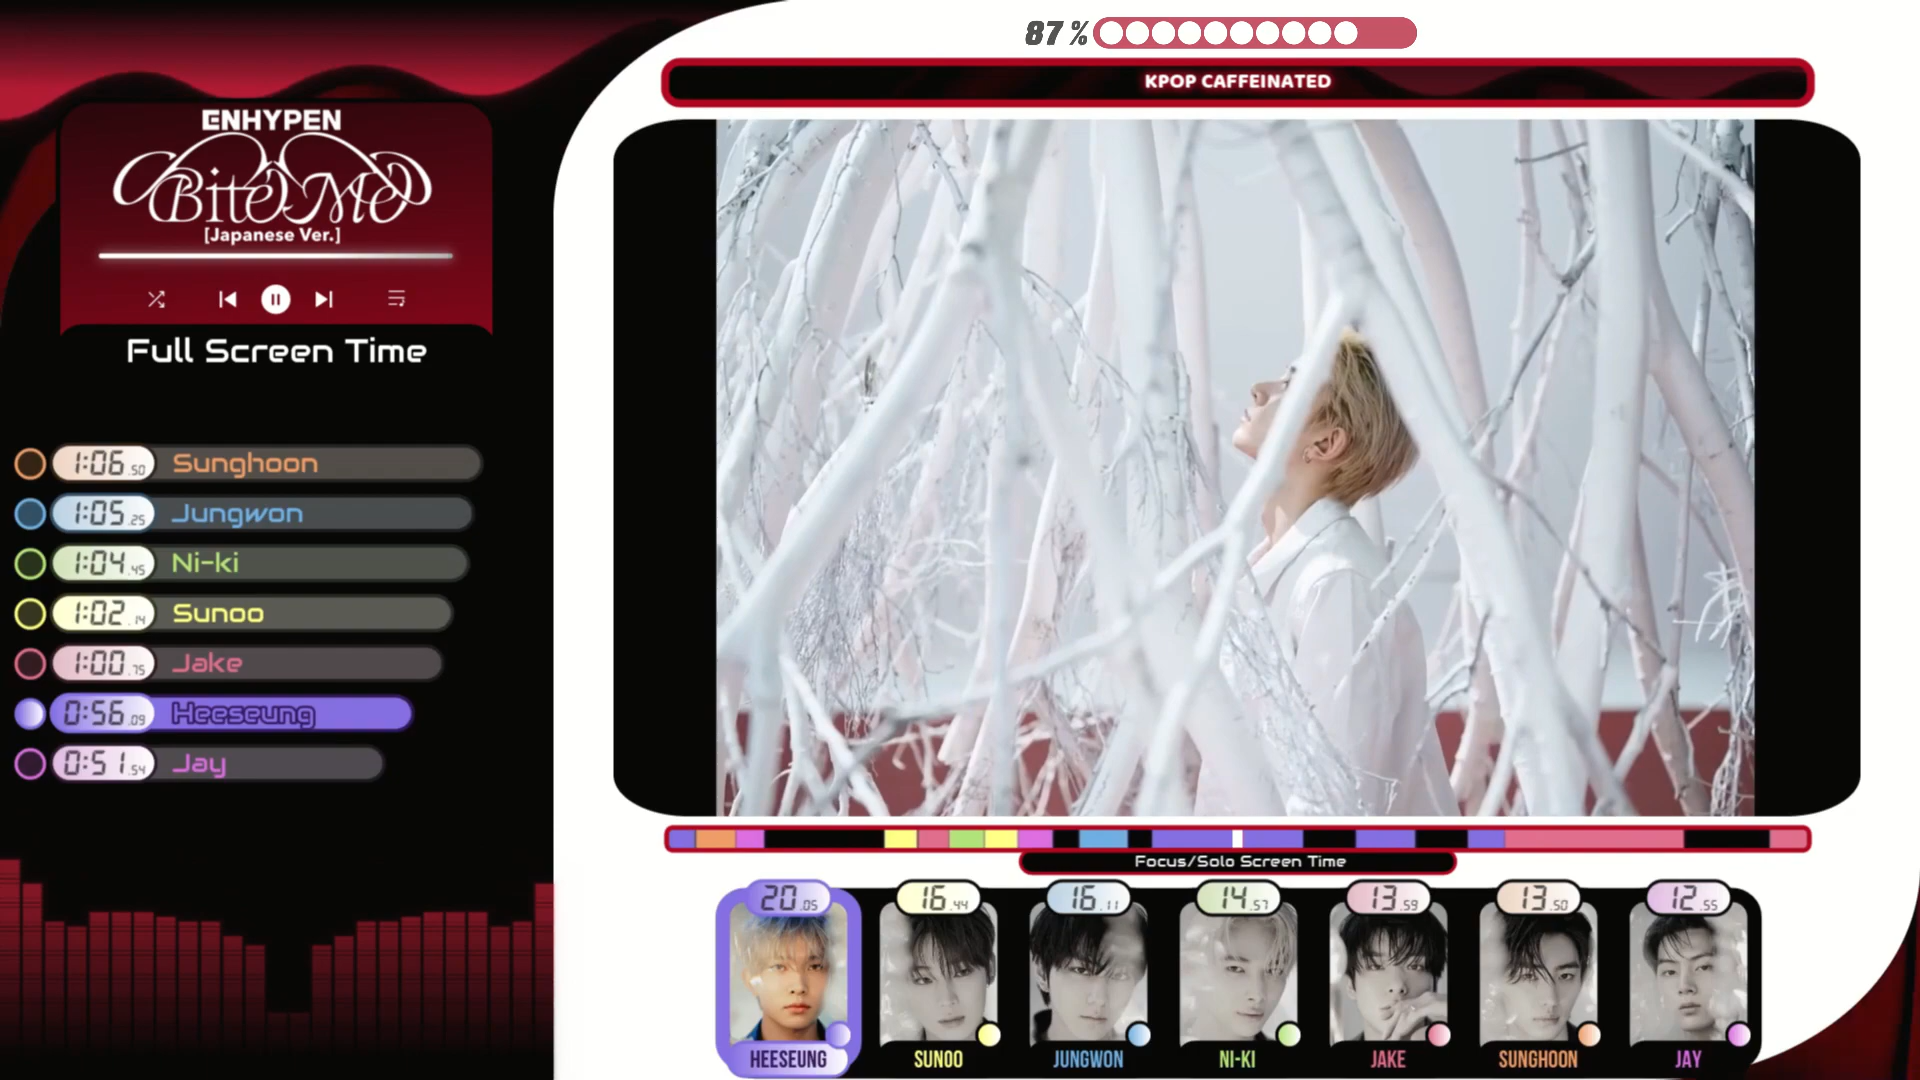 87 %
KPOP CAFFEINATED
ENHYPEN
Bite Me
[Japanese Ver.]
Full Screen Time
1:06.50 Sunghoon
1:05.25 Jungwon
1:04.45 Ni-ki
1:02.14 Sunoo
1:00.75 Jake
0:56.09 Heeseung
0:51.54 Jay
Focus/Solo Screen Time
20.05 16.44 16.11 14.57 13.59 13.50 12.55
HEESEUNG SUNOO JUNGWON NI-KI JAKE SUNGHOON JAY